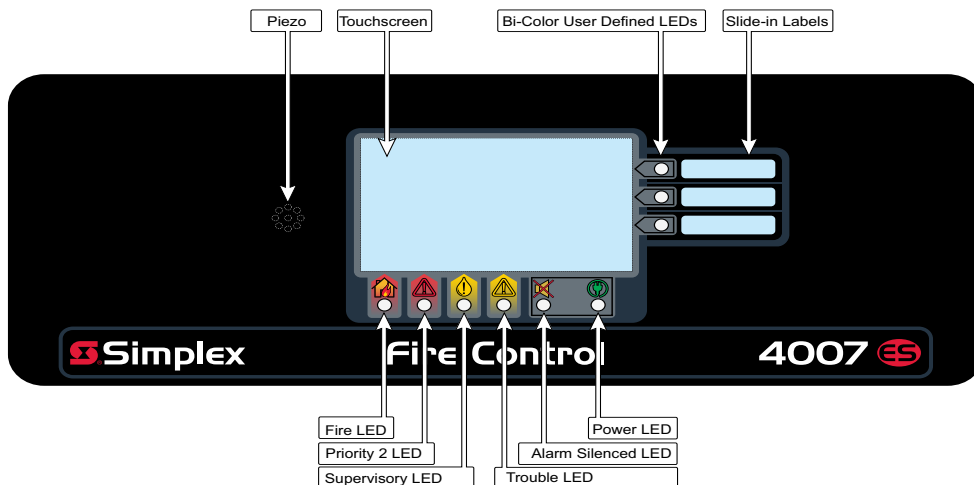 Piezo
Touchscreen
Bi-Color User Defined LEDs
Slide-in Labels
Simplex
Fire Control
4007 ES
Fire LED
Power LED
Priority 2 LED
Alarm Silenced LED
Supervisory LED
Trouble LED